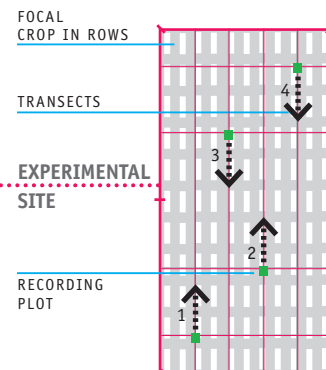 FOCAL
CROP IN ROWS
TRANSECTS
EXPERIMENTAL
SITE
RECORDING
PLOT
4
3
2
1